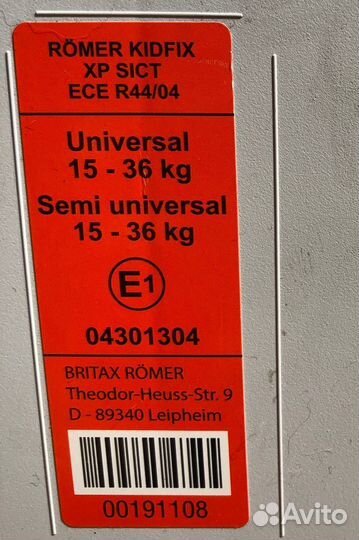 RÖMER KIDFIX
XP SICT
ECE R44/04
Universal
15 - 36 kg
Semi universal
15 - 36 kg
E1
04301304
BRITAX RÖMER
Theodor-Heuss-Str. 9
D - 89340 Leipheim
00191108
Avito